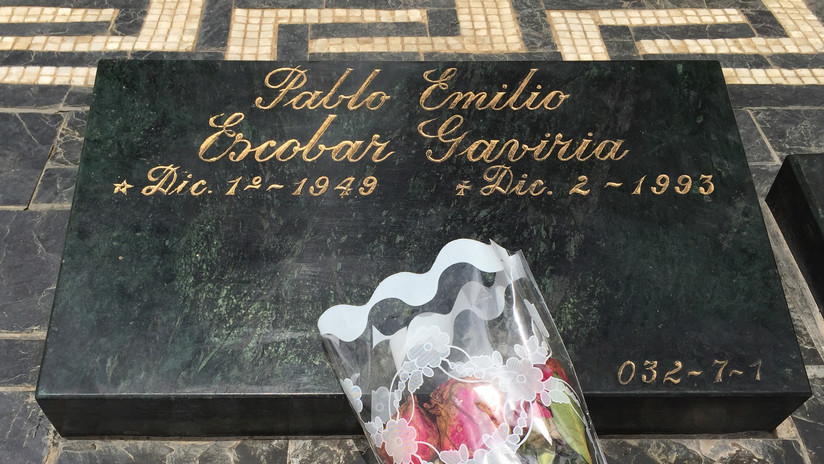 Pablo Emilio
Escobar Gaviria
☆ Dic. 1º - 1949 ✝ Dic. 2 - 1993
032-7-1